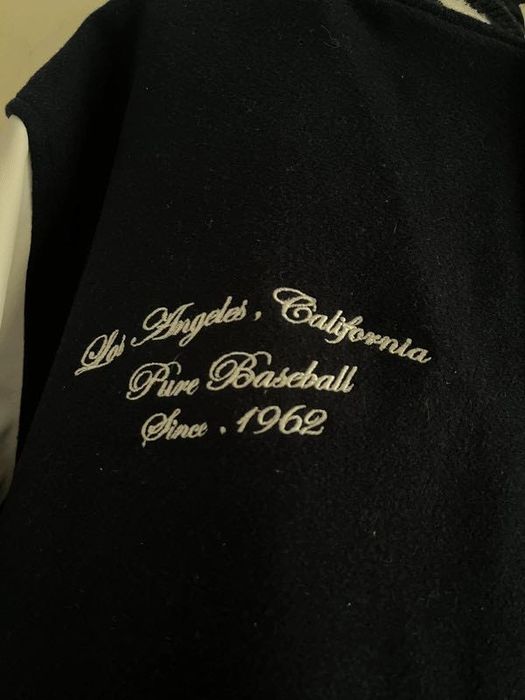 Los Angeles, California
Pure Baseball
Since . 1962